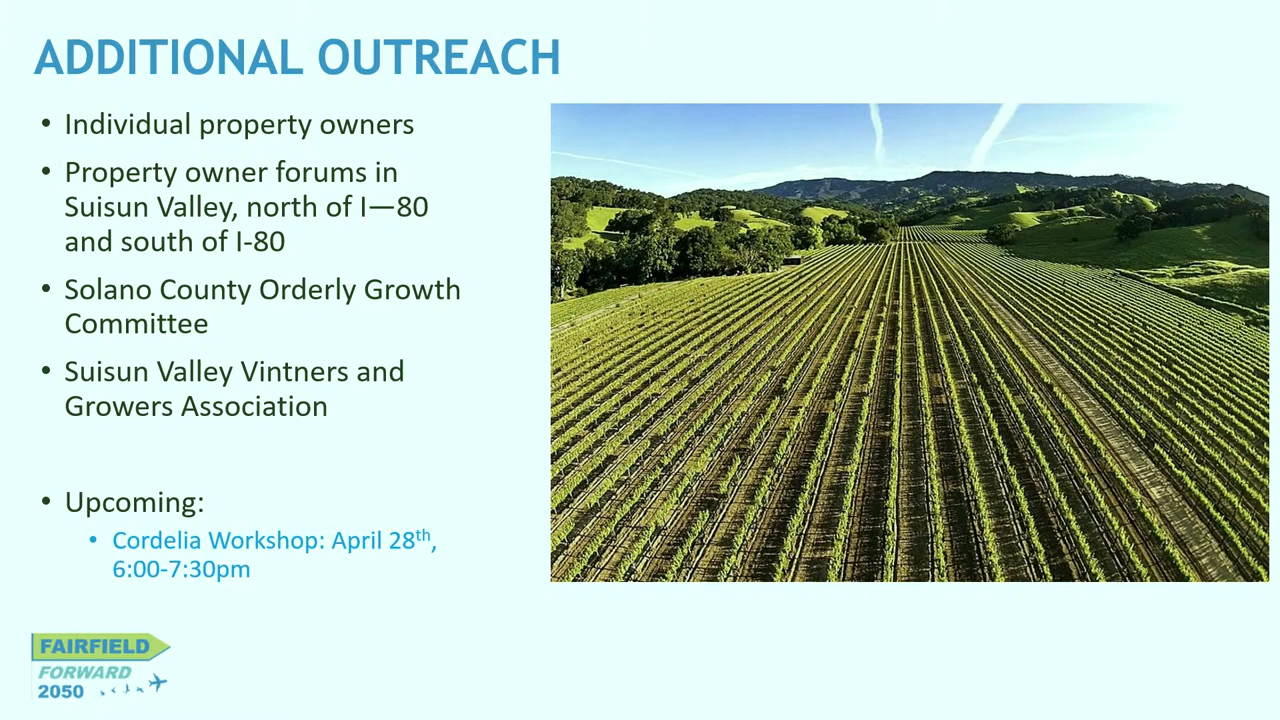 ADDITIONAL OUTREACH
• Individual property owners
• Property owner forums in
Suisun Valley, north of I—80
and south of I-80
• Solano County Orderly Growth
Committee
• Suisun Valley Vintners and
Growers Association
• Upcoming:
• Cordelia Workshop: April 28th,
6:00-7:30pm
FAIRFIELD
FORWARD
2050